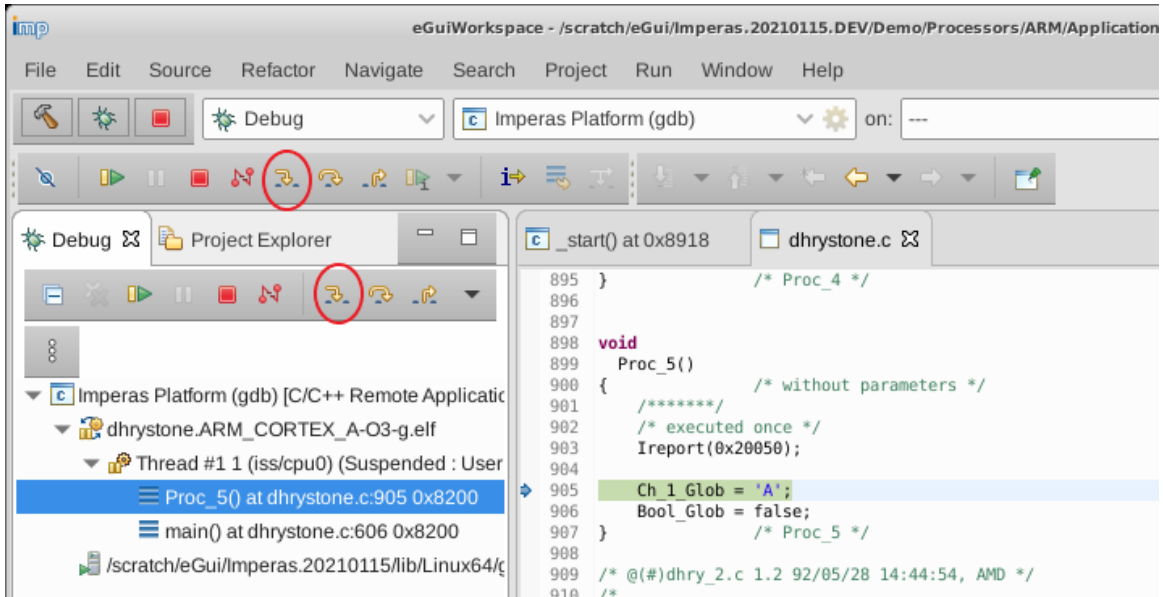 imp
eGuiWorkspace - /scratch/eGui/Imperas.20210115.DEV/Demo/Processors/ARM/Application
File Edit Source Refactor Navigate Search Project Run Window Help
Debug Imperas Platform (gdb) on: ---
Debug Project Explorer _start() at 0x8918 dhrystone.c
895 } /* Proc_4 */
896
897
898 void
899 Proc_5()
900 { /* without parameters */
901 /*******/
902 /* executed once */
903 Ireport(0x20050);
904
905 Ch_1_Glob = 'A';
906 Bool_Glob = false;
907 } /* Proc_5 */
908
909 /* @(#)dhry_2.c 1.2 92/05/28 14:44:54, AMD */
910 /*
Imperas Platform (gdb) [C/C++ Remote Applicatic
dhrystone.ARM_CORTEX_A-O3-g.elf
Thread #1 1 (iss/cpu0) (Suspended : User
Proc_5() at dhrystone.c:905 0x8200
main() at dhrystone.c:606 0x8200
/scratch/eGui/Imperas.20210115/lib/Linux64/g